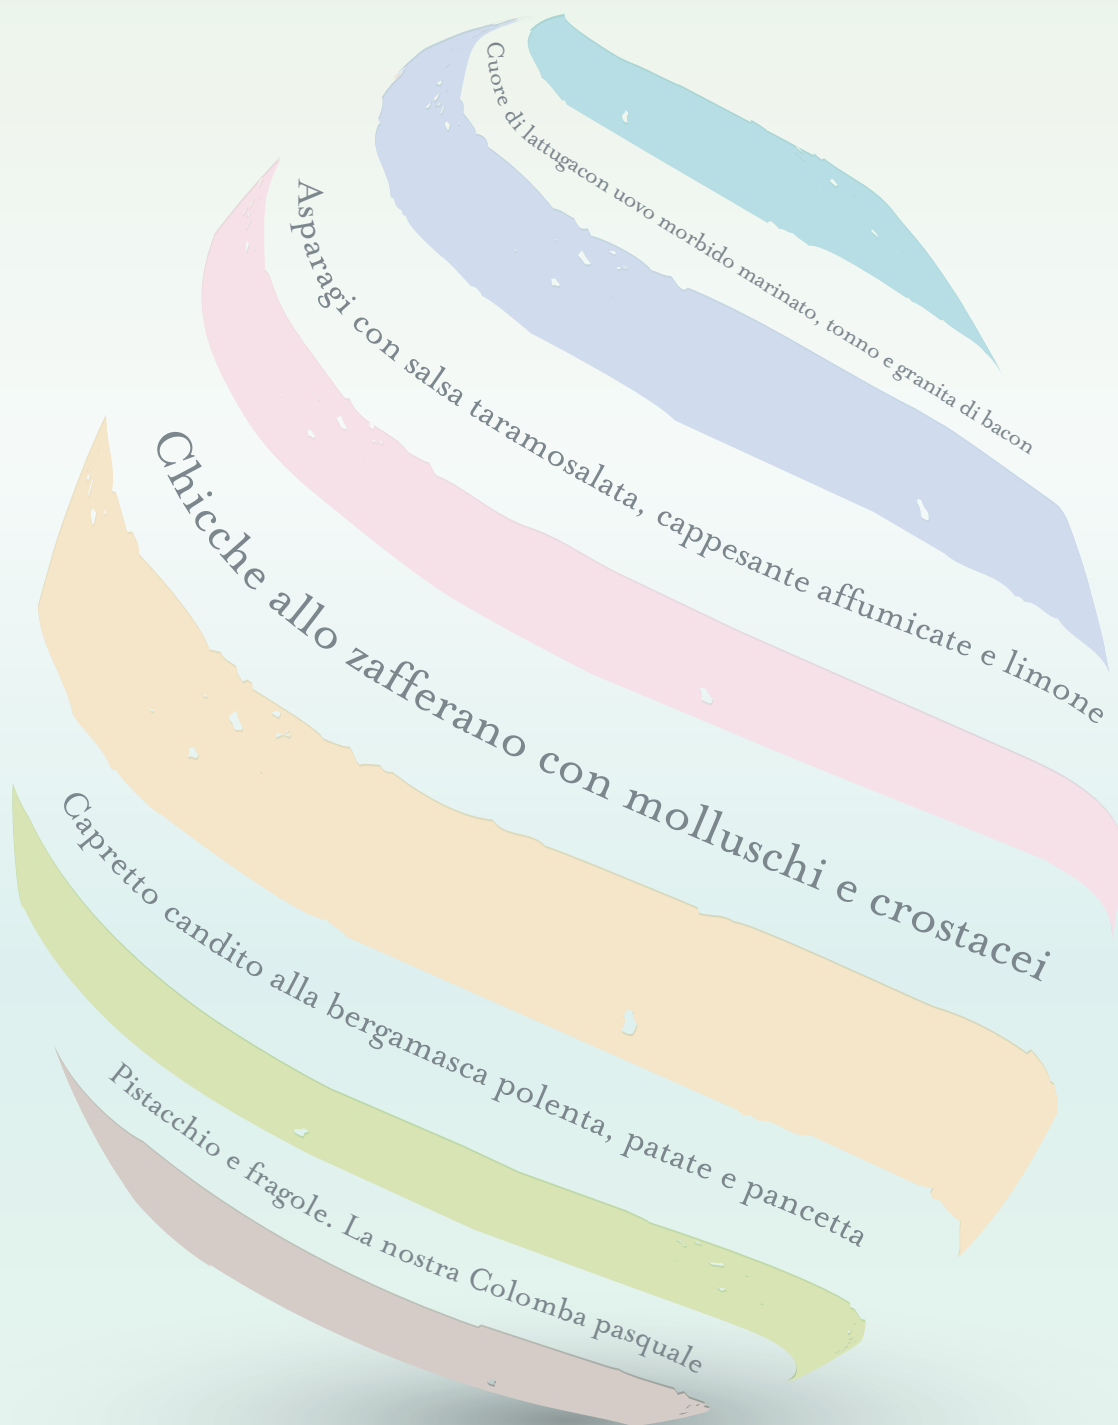 Cuore di lattugacon uovo morbido marinato, tonno e granita di bacon
Asparagi con salsa taramosalata, cappesante affumicate e limone
Chicche allo zafferano con molluschi e crostacei
Capretto candito alla bergamasca polenta, patate e pancetta
Pistacchio e fragole. La nostra Colomba pasquale